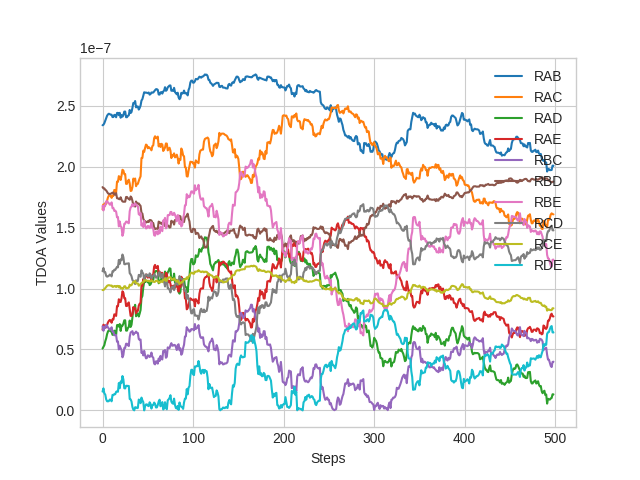 1e−7
TDOA Values
2.5
2.0
1.5
1.0
0.5
0.0
0
100
200
300
400
500
Steps
RAB
RAC
RAD
RAE
RBC
RBD
RBE
RCD
RCE
RDE